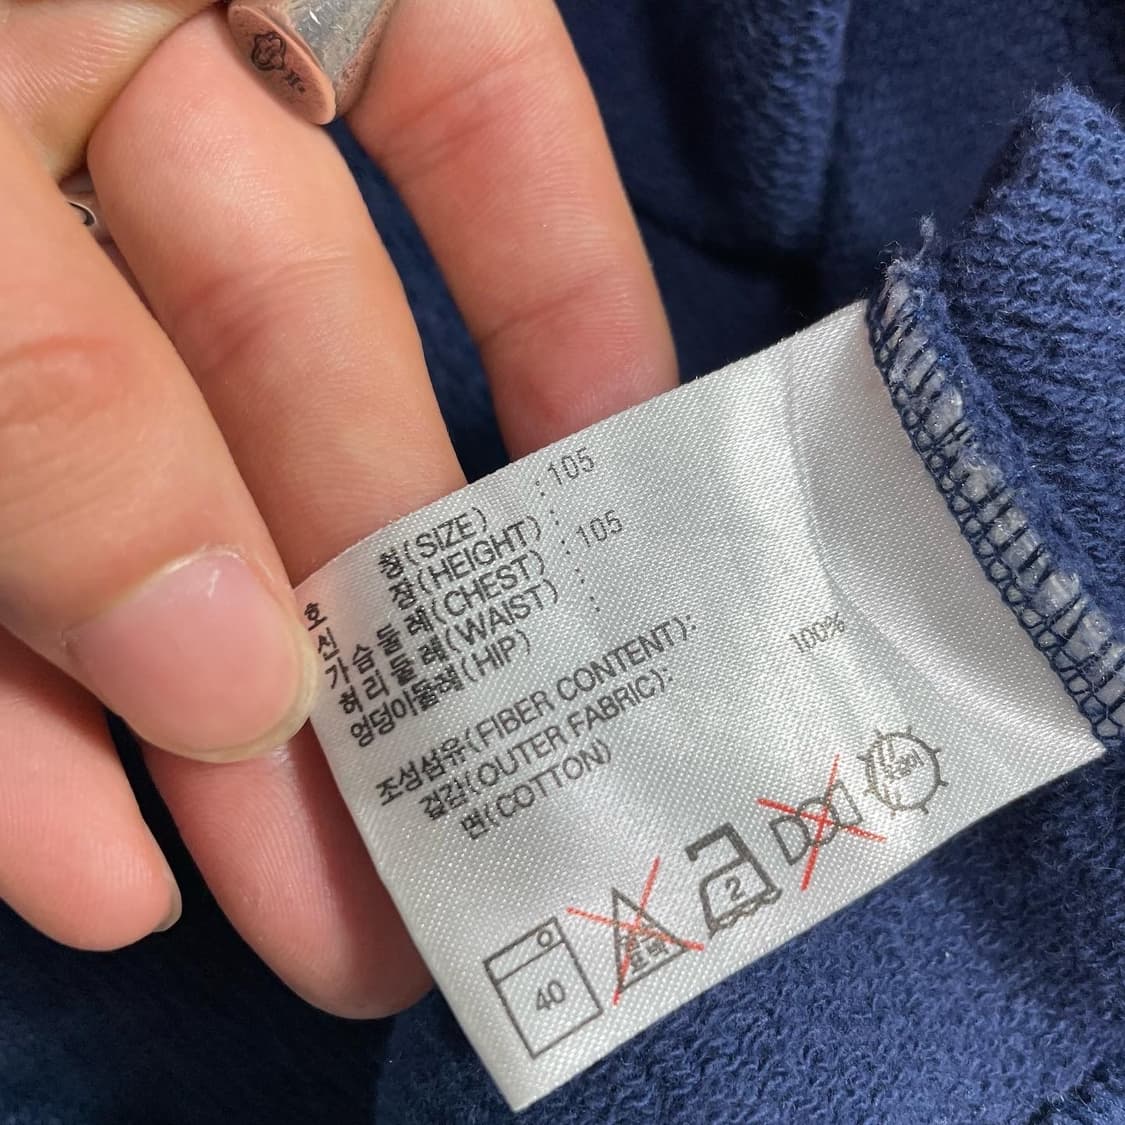 호 칭(SIZE) : 105
신 장(HEIGHT) :
가 슴 둘 레(CHEST) : 105
허 리 둘 레(WAIST) :
엉덩이둘레(HIP) :
조성섬유(FIBER CONTENT):
겉감(OUTER FABRIC):
면(COTTON) 100%
40
2